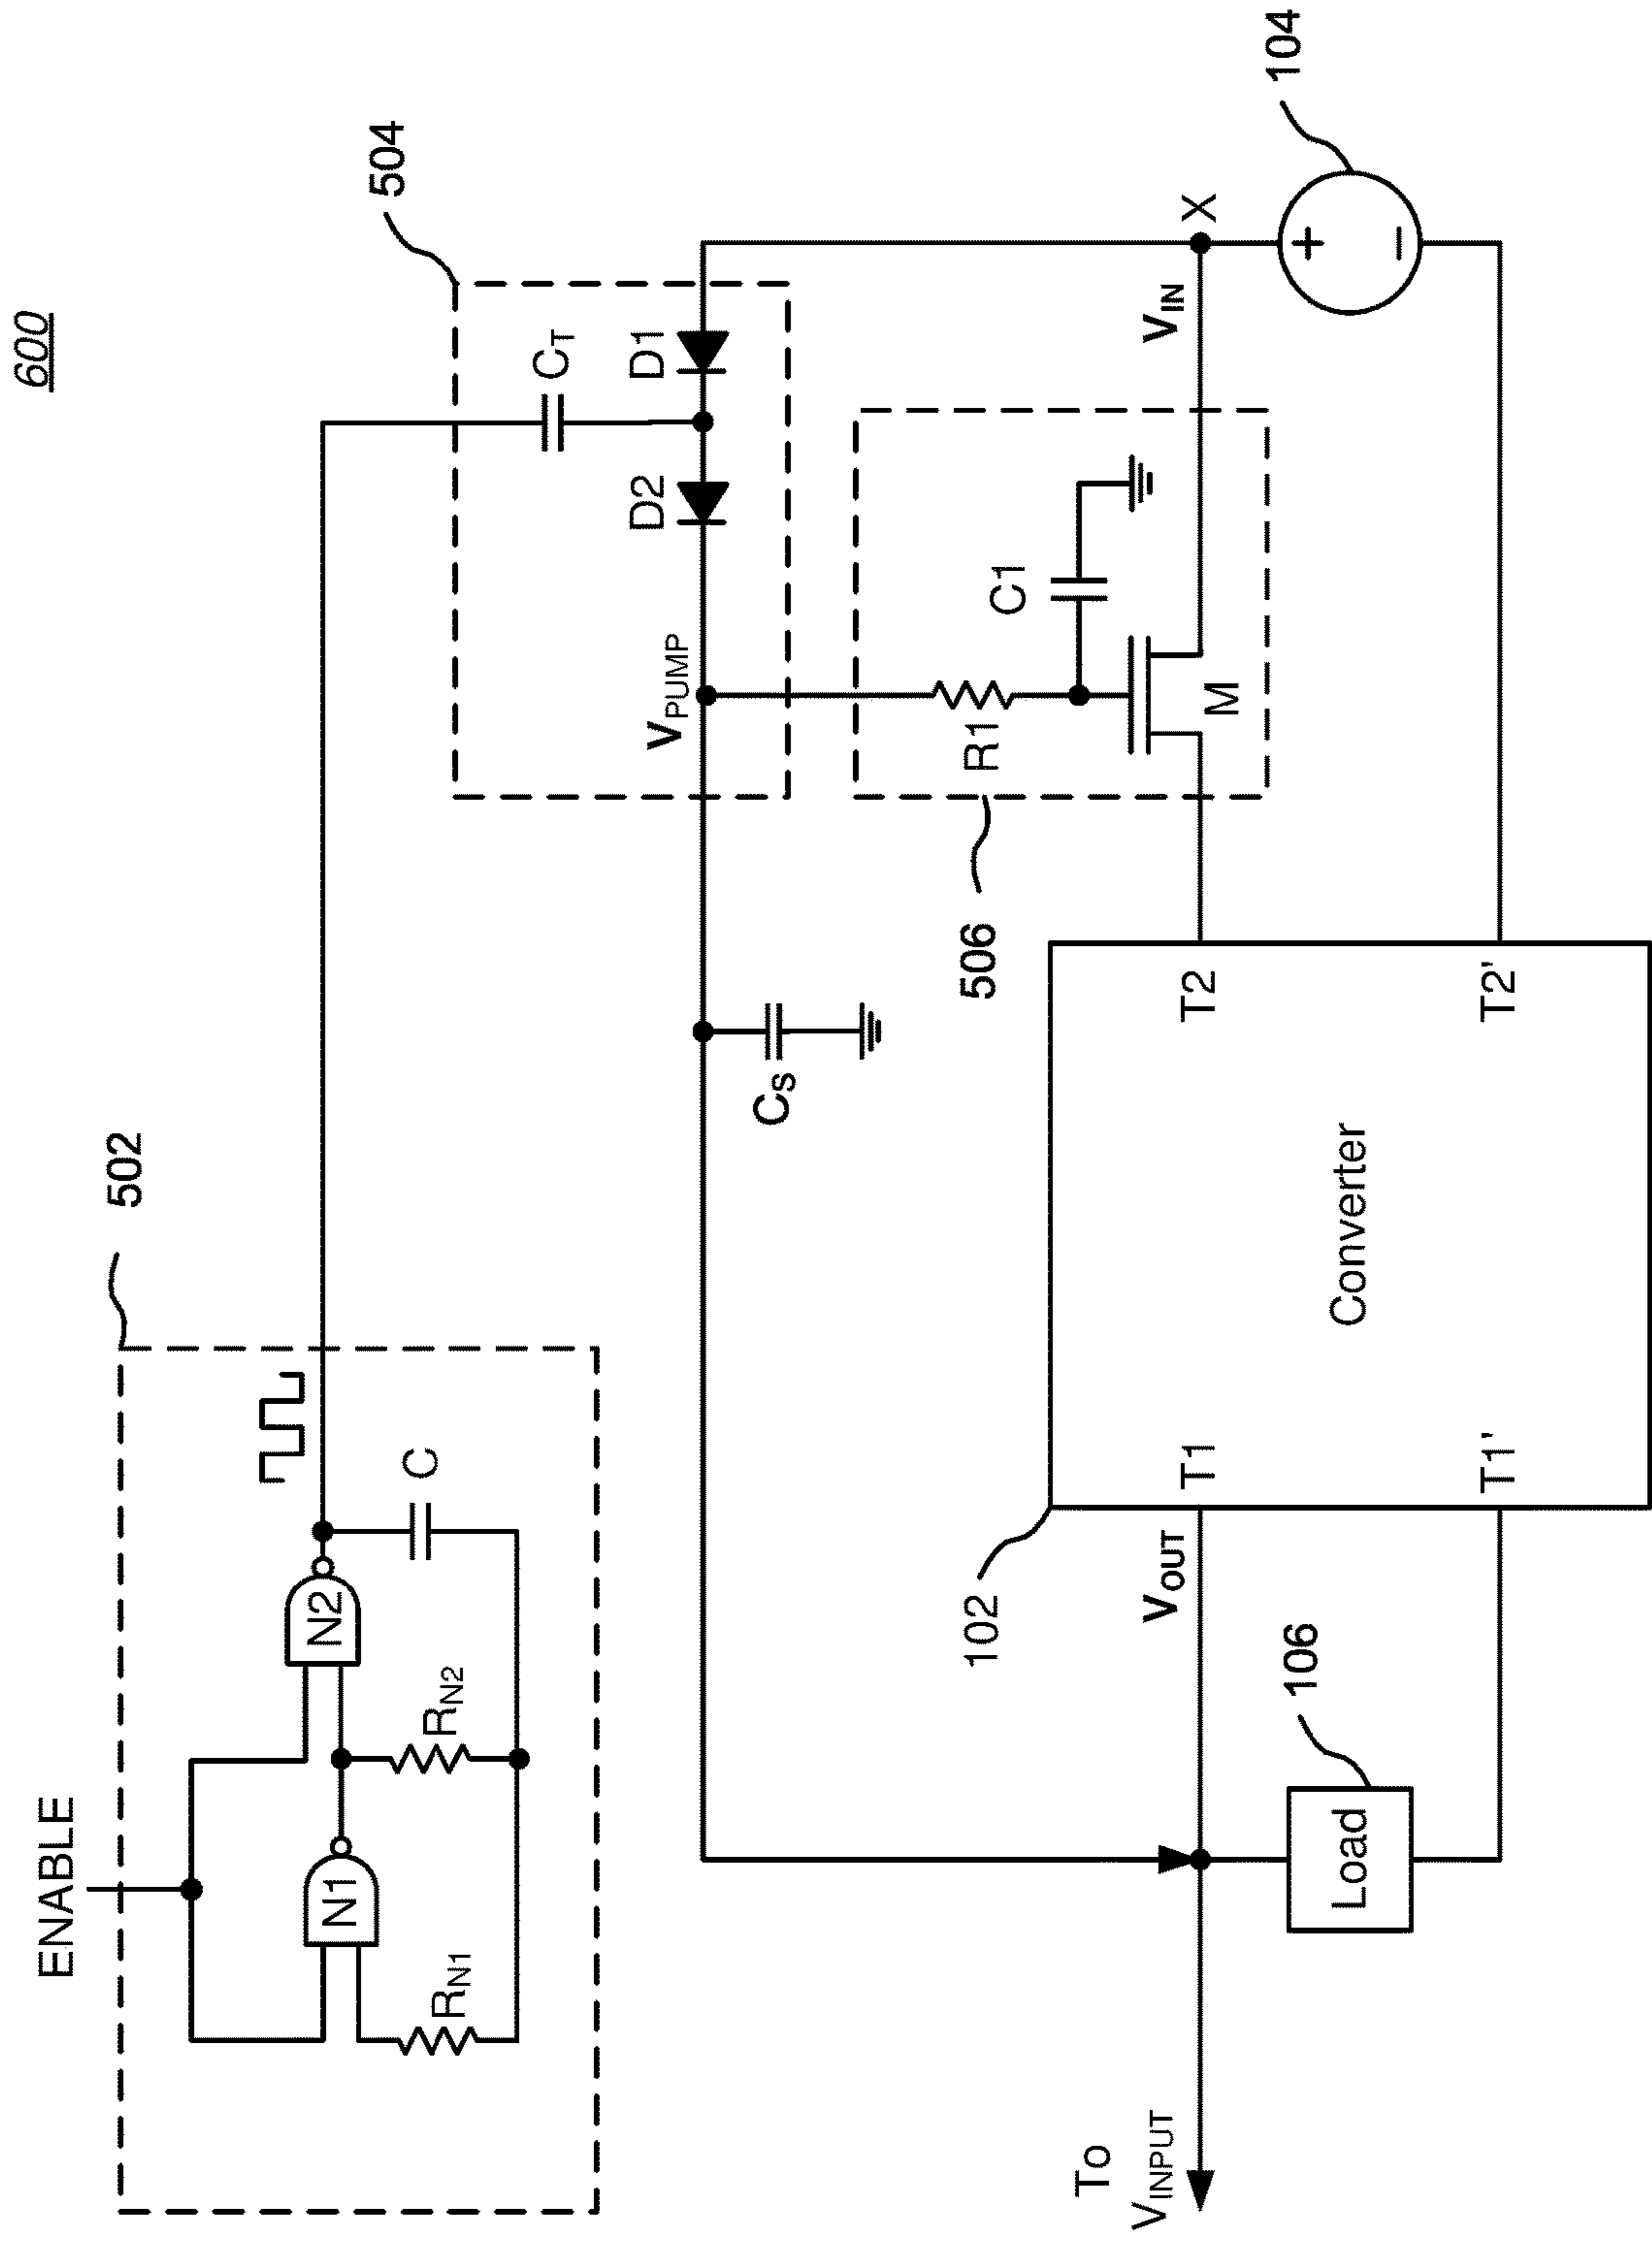 600
ENABLE
502
N1
N2
R_N1
R_N2
C
504
C_T
D1
D2
V_PUMP
C_S
506
R1
C1
M
V_IN
X
104
102
Converter
T1
T1'
T2
T2'
V_OUT
106
Load
To
V_INPUT